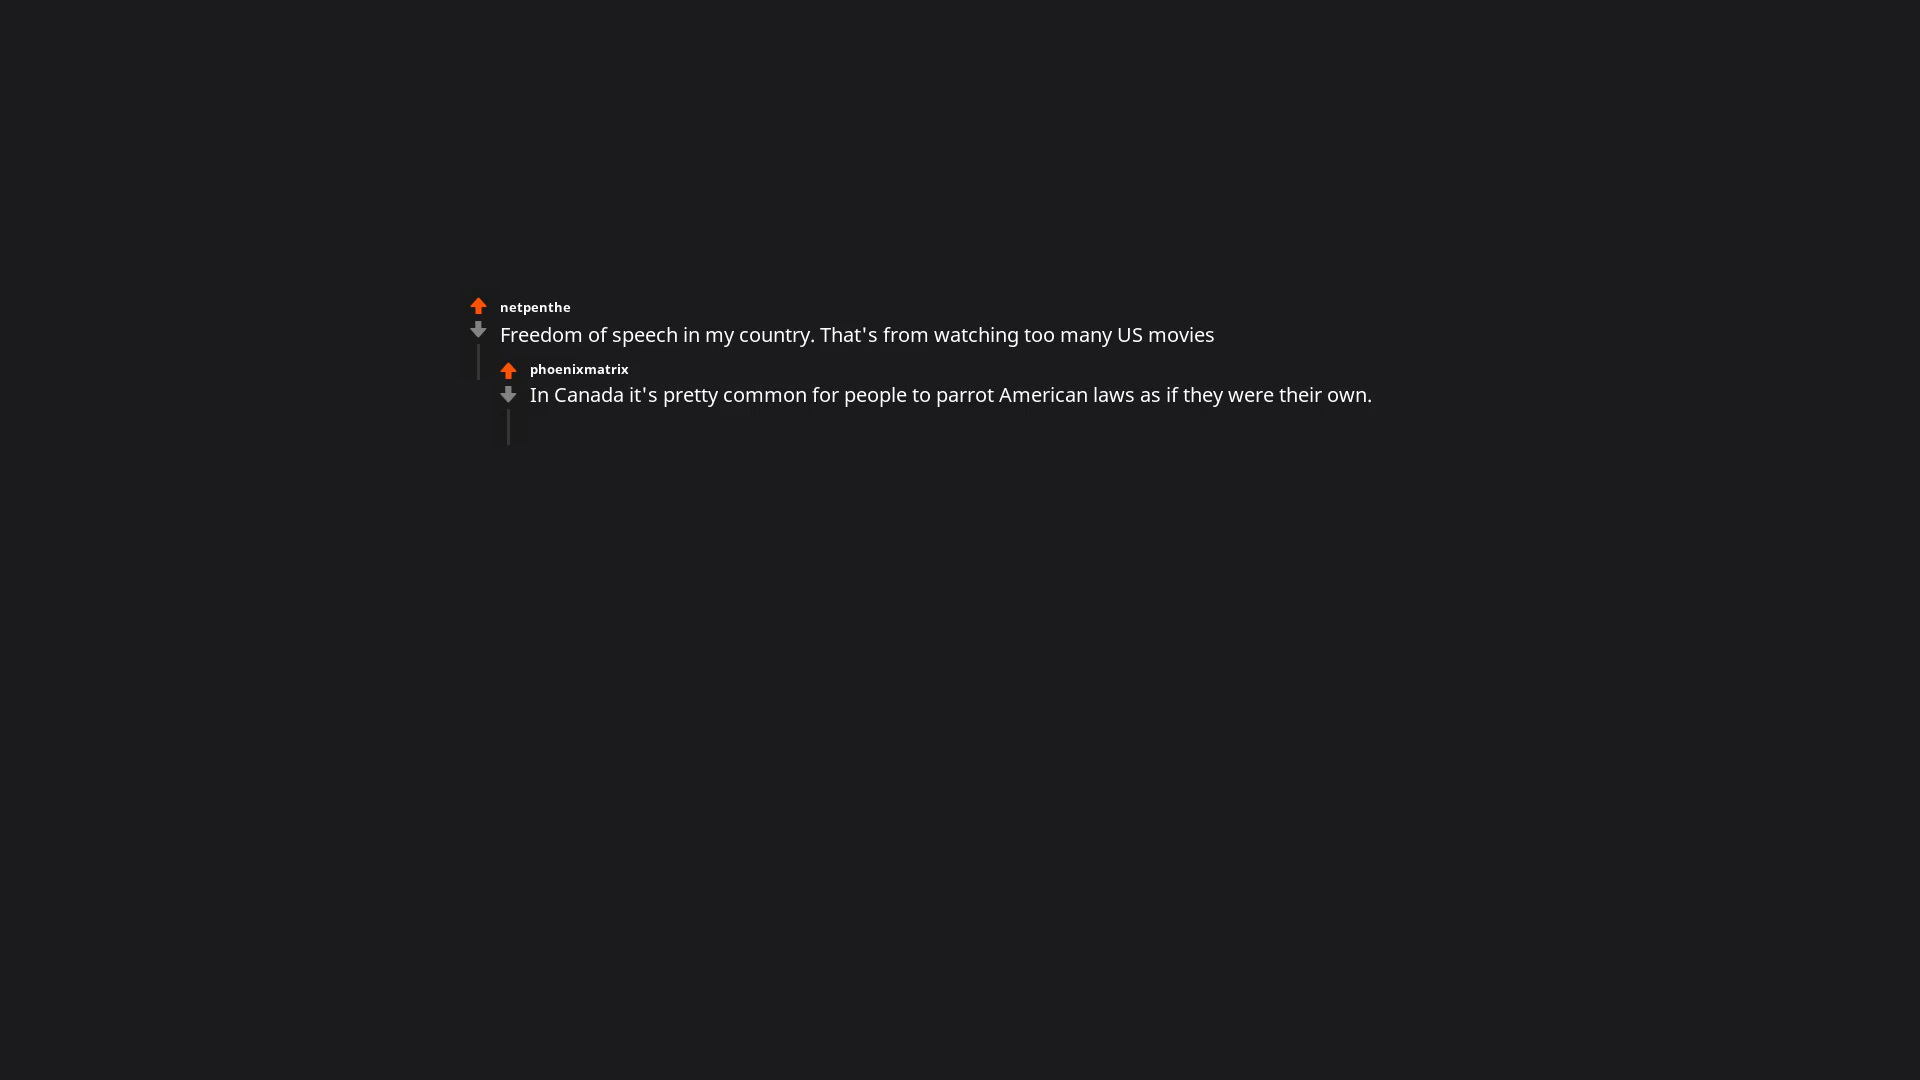 netpenthe
Freedom of speech in my country. That's from watching too many US movies
phoenixmatrix
In Canada it's pretty common for people to parrot American laws as if they were their own.